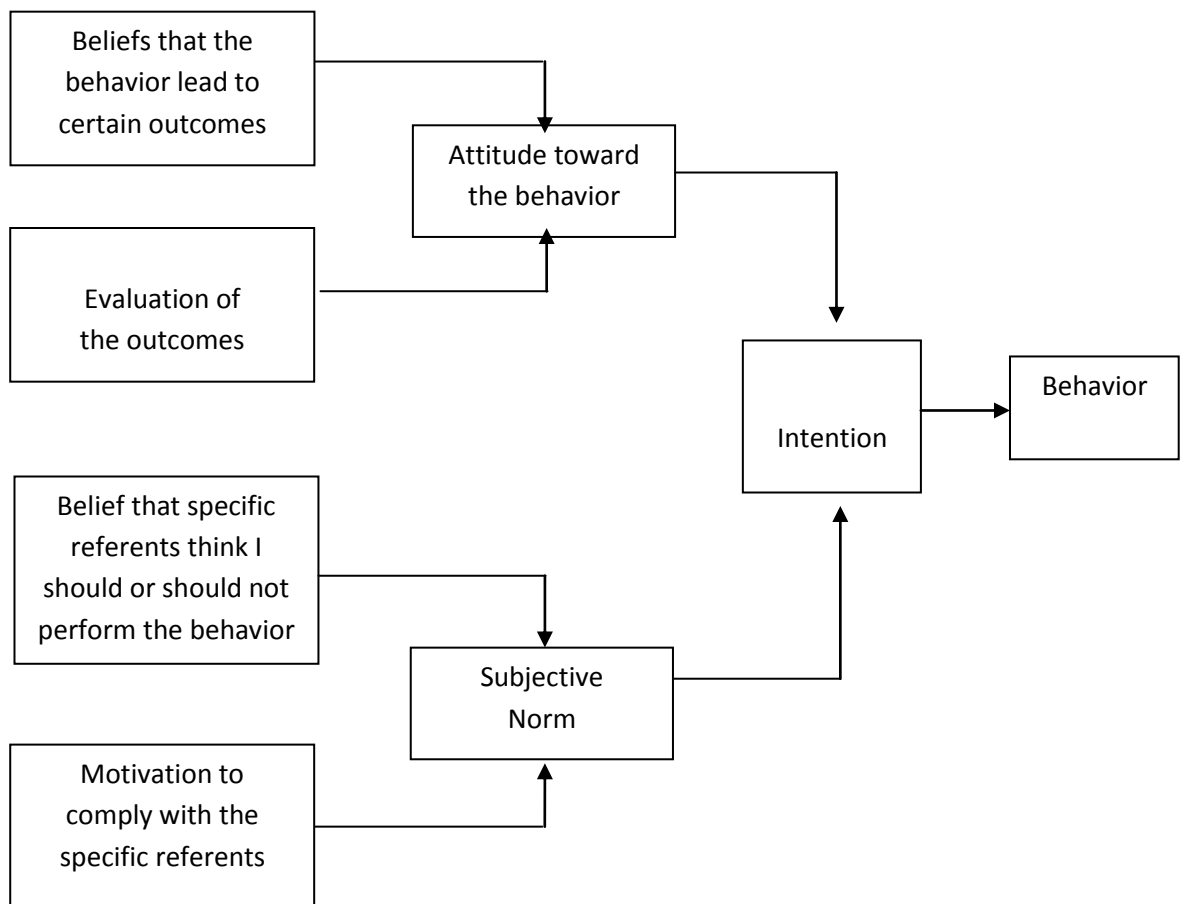 Beliefs that the
behavior lead to
certain outcomes
Attitude toward
the behavior
Evaluation of
the outcomes
Intention
Behavior
Belief that specific
referents think I
should or should not
perform the behavior
Subjective
Norm
Motivation to
comply with the
specific referents